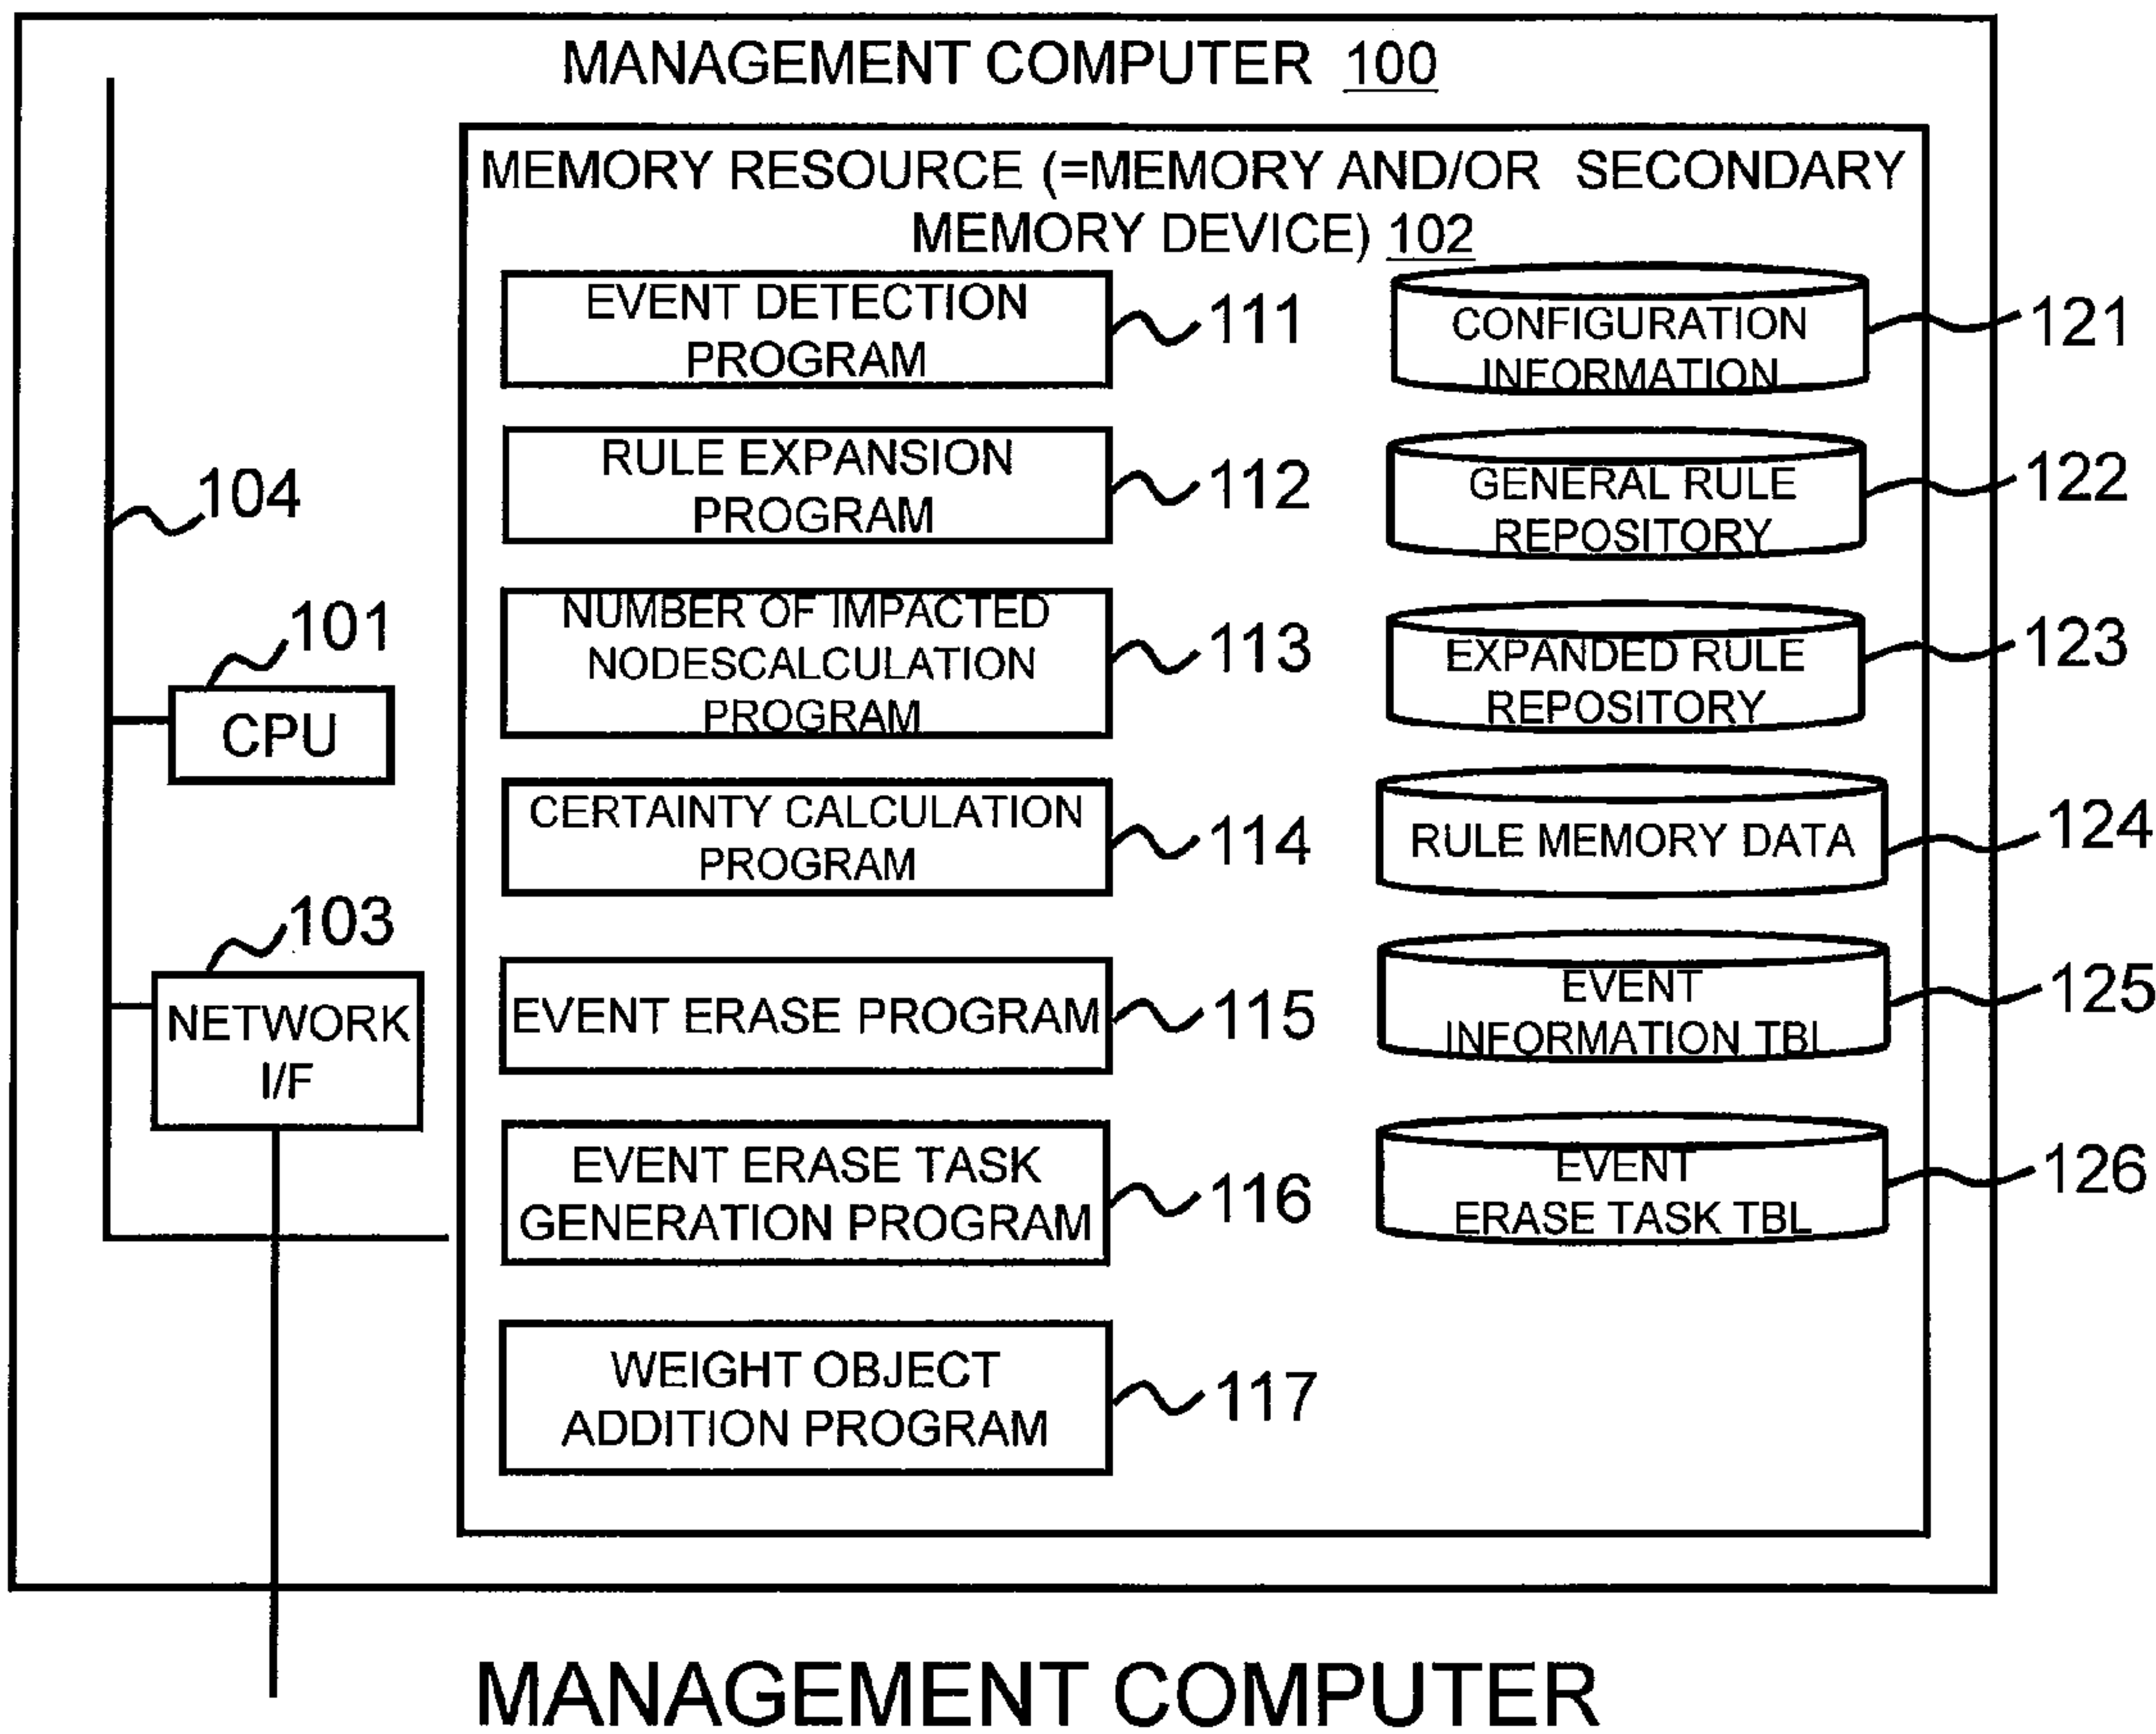 MANAGEMENT COMPUTER 100
MEMORY RESOURCE (=MEMORY AND/OR SECONDARY
MEMORY DEVICE) 102
EVENT DETECTION
PROGRAM
111
CONFIGURATION
INFORMATION
121
RULE EXPANSION
PROGRAM
112
GENERAL RULE
REPOSITORY
122
104
NUMBER OF IMPACTED
NODESCALCULATION
PROGRAM
113
EXPANDED RULE
REPOSITORY
123
101
CPU
CERTAINTY CALCULATION
PROGRAM
114
RULE MEMORY DATA
124
103
NETWORK
I/F
EVENT ERASE PROGRAM
115
EVENT
INFORMATION TBL
125
EVENT ERASE TASK
GENERATION PROGRAM
116
EVENT
ERASE TASK TBL
126
WEIGHT OBJECT
ADDITION PROGRAM
117
MANAGEMENT COMPUTER